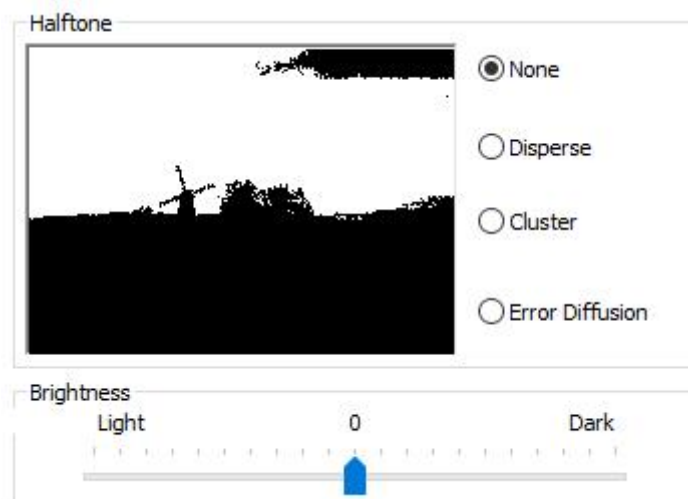 Halftone
None
Disperse
Cluster
Error Diffusion
Brightness
Light 0 Dark